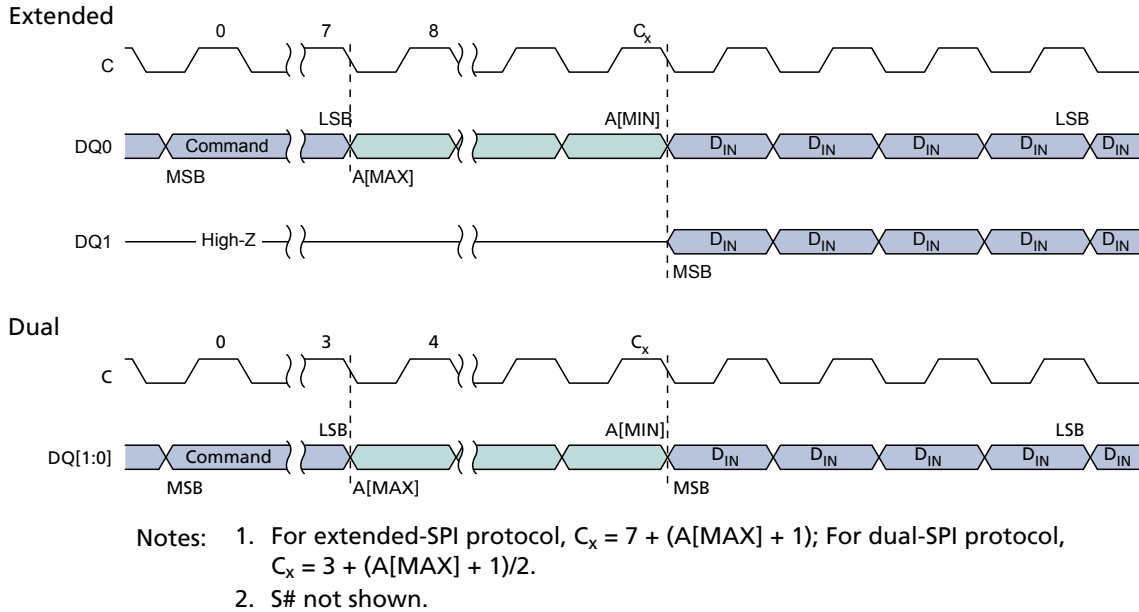 Extended
0 7 8 Cx
C
LSB A[MIN] LSB
DQ0 Command DIN DIN DIN DIN DIN
MSB A[MAX]
DQ1 High-Z DIN DIN DIN DIN DIN
MSB
Dual
0 3 4 Cx
C
LSB A[MIN] LSB
DQ[1:0] Command DIN DIN DIN DIN DIN
MSB A[MAX] MSB
Notes: 1. For extended-SPI protocol, Cx = 7 + (A[MAX] + 1); For dual-SPI protocol,
Cx = 3 + (A[MAX] + 1)/2.
2. S# not shown.